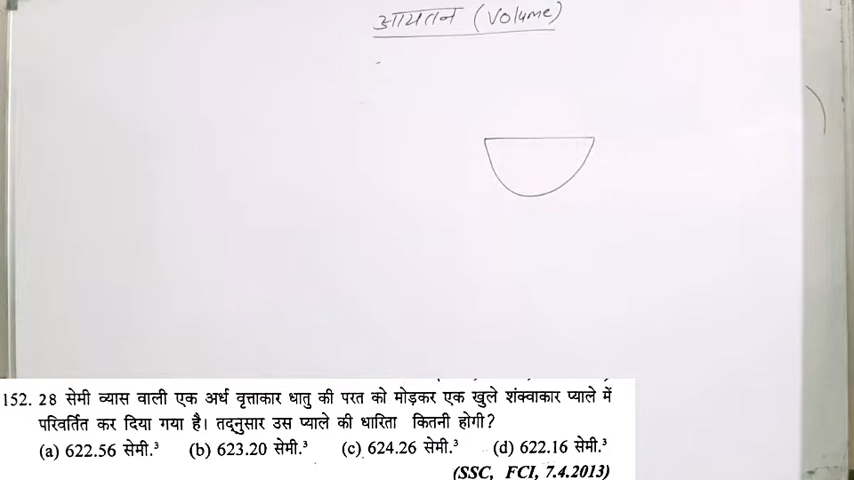 आयतन (Volume)
152. 28 सेमी व्यास वाली एक अर्ध वृत्ताकार धातु की परत को मोड़कर एक खुले शंक्वाकार प्याले में
परिवर्तित कर दिया गया है। तद्नुसार उस प्याले की धारिता कितनी होगी?
(a) 622.56 सेमी.³ (b) 623.20 सेमी.³ (c) 624.26 सेमी.³ (d) 622.16 सेमी.³
(SSC, FCI, 7.4.2013)